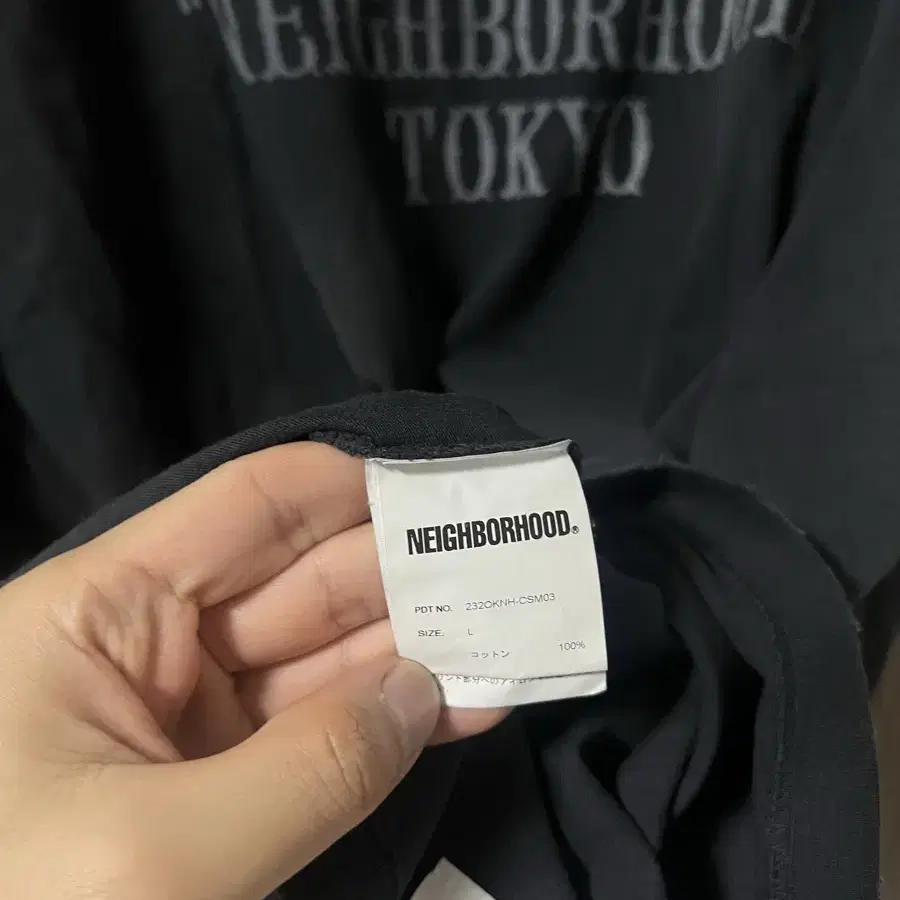 NEIGHBORHOOD
TOKYO
NEIGHBORHOOD®
PDT NO. 232OKNH-CSM03
SIZE. L
コットン 100%